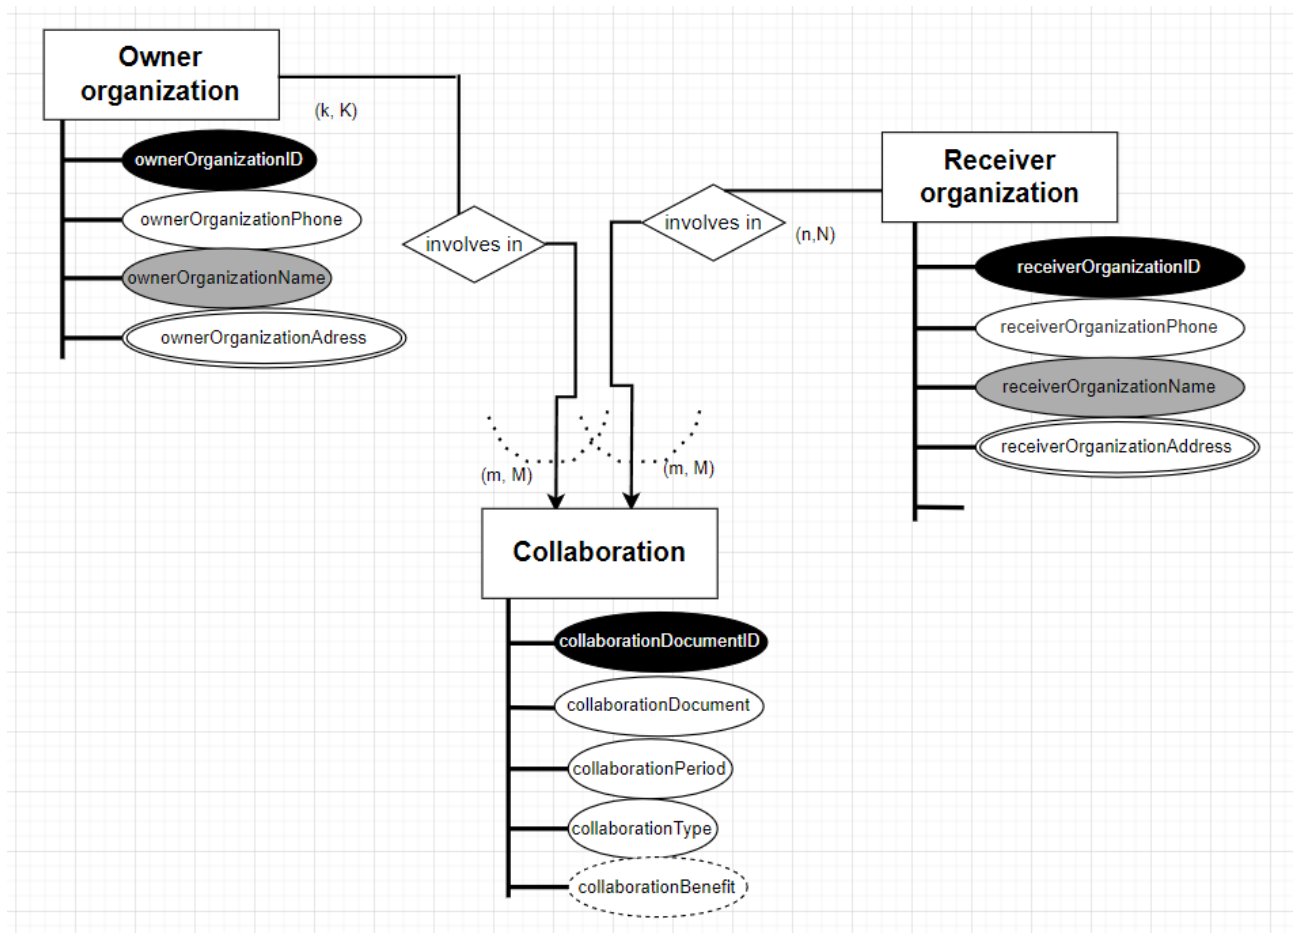 Owner
organization
(k, K)
ownerOrganizationID
ownerOrganizationPhone
ownerOrganizationName
ownerOrganizationAdress
involves in
involves in
(n,N)
Receiver
organization
receiverOrganizationID
receiverOrganizationPhone
receiverOrganizationName
receiverOrganizationAddress
(m, M)
(m, M)
Collaboration
collaborationDocumentID
collaborationDocument
collaborationPeriod
collaborationType
collaborationBenefit